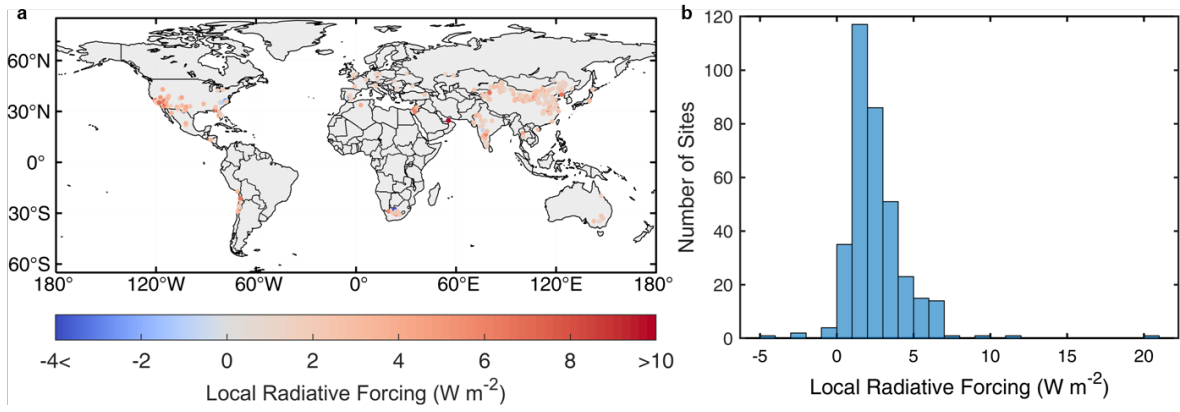 a
60°N
30°N
0°
30°S
60°S
180° 120°W 60°W 0° 60°E 120°E 180°
-4< -2 0 2 4 6 8 >10
Local Radiative Forcing (W m-2)
b
Number of Sites
120
100
80
60
40
20
0
-5 0 5 10 15 20
Local Radiative Forcing (W m-2)